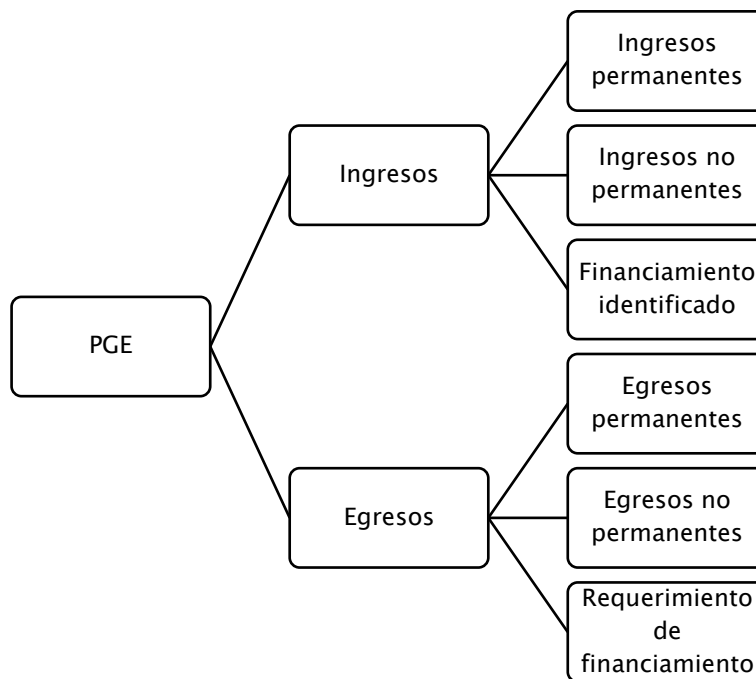 Ingresos
permanentes
Ingresos
Ingresos no
permanentes
Financiamiento
identificado
PGE
Egresos
permanentes
Egresos
Egresos no
permanentes
Requerimiento
de
financiamiento